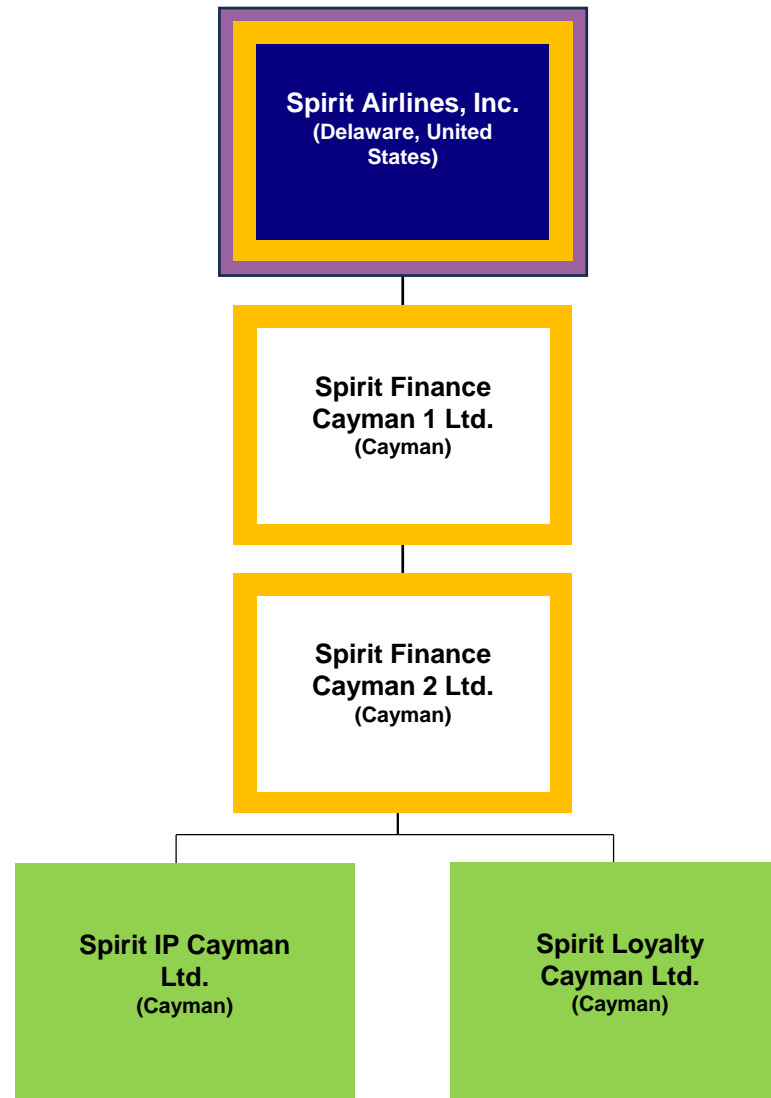 Spirit Airlines, Inc.
(Delaware, United
States)
Spirit Finance
Cayman 1 Ltd.
(Cayman)
Spirit Finance
Cayman 2 Ltd.
(Cayman)
Spirit IP Cayman
Ltd.
(Cayman)
Spirit Loyalty
Cayman Ltd.
(Cayman)